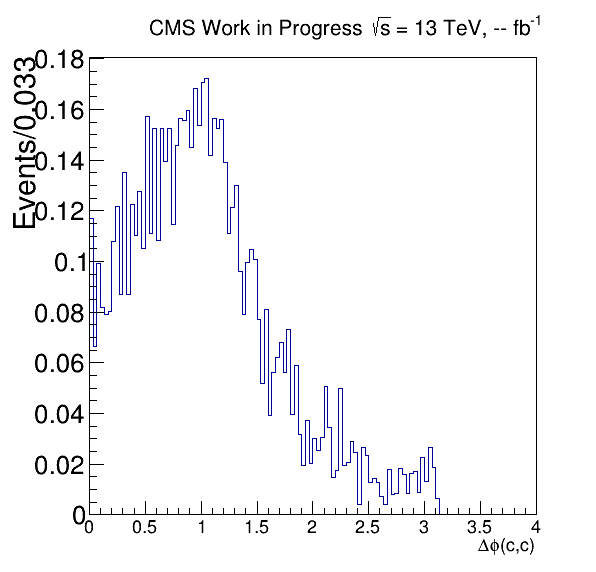 CMS Work in Progress √s = 13 TeV, -- fb⁻¹
Events/0.033
0.18
0.16
0.14
0.12
0.1
0.08
0.06
0.04
0.02
0
0 0.5 1 1.5 2 2.5 3 3.5 4
Δϕ(c,c)